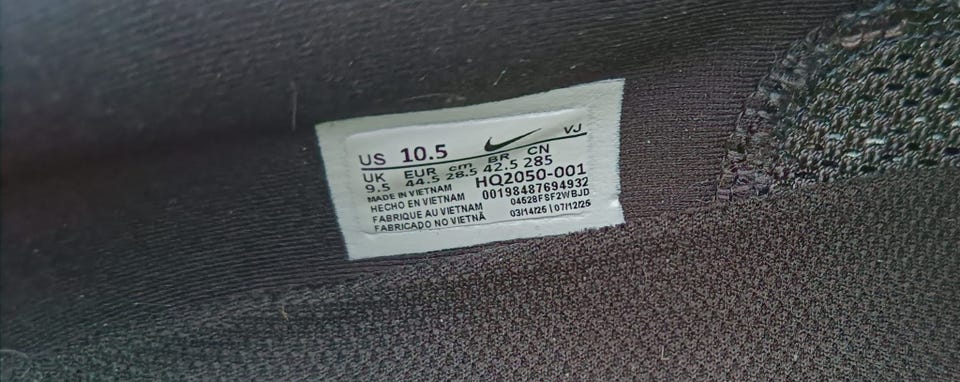 VJ
US 10.5
UK EUR cm BR CN
9.5 44.5 28.5 42.5 285
MADE IN VIETNAM HQ2050-001
HECHO EN VIETNAM 00198487694932
FABRIQUE AU VIETNAM 04528FSF2WBJD
FABRICADO NO VIETNÃ 03/14/25 | 07/12/25